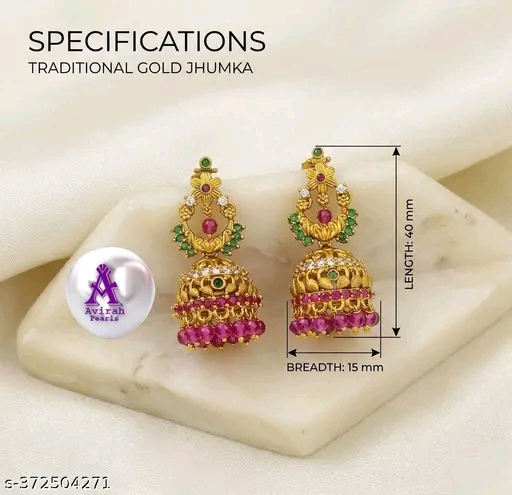 SPECIFICATIONS
TRADITIONAL GOLD JHUMKA
LENGTH: 40 mm
A
Avirah
Pearls
BREADTH: 15 mm
s-372504271